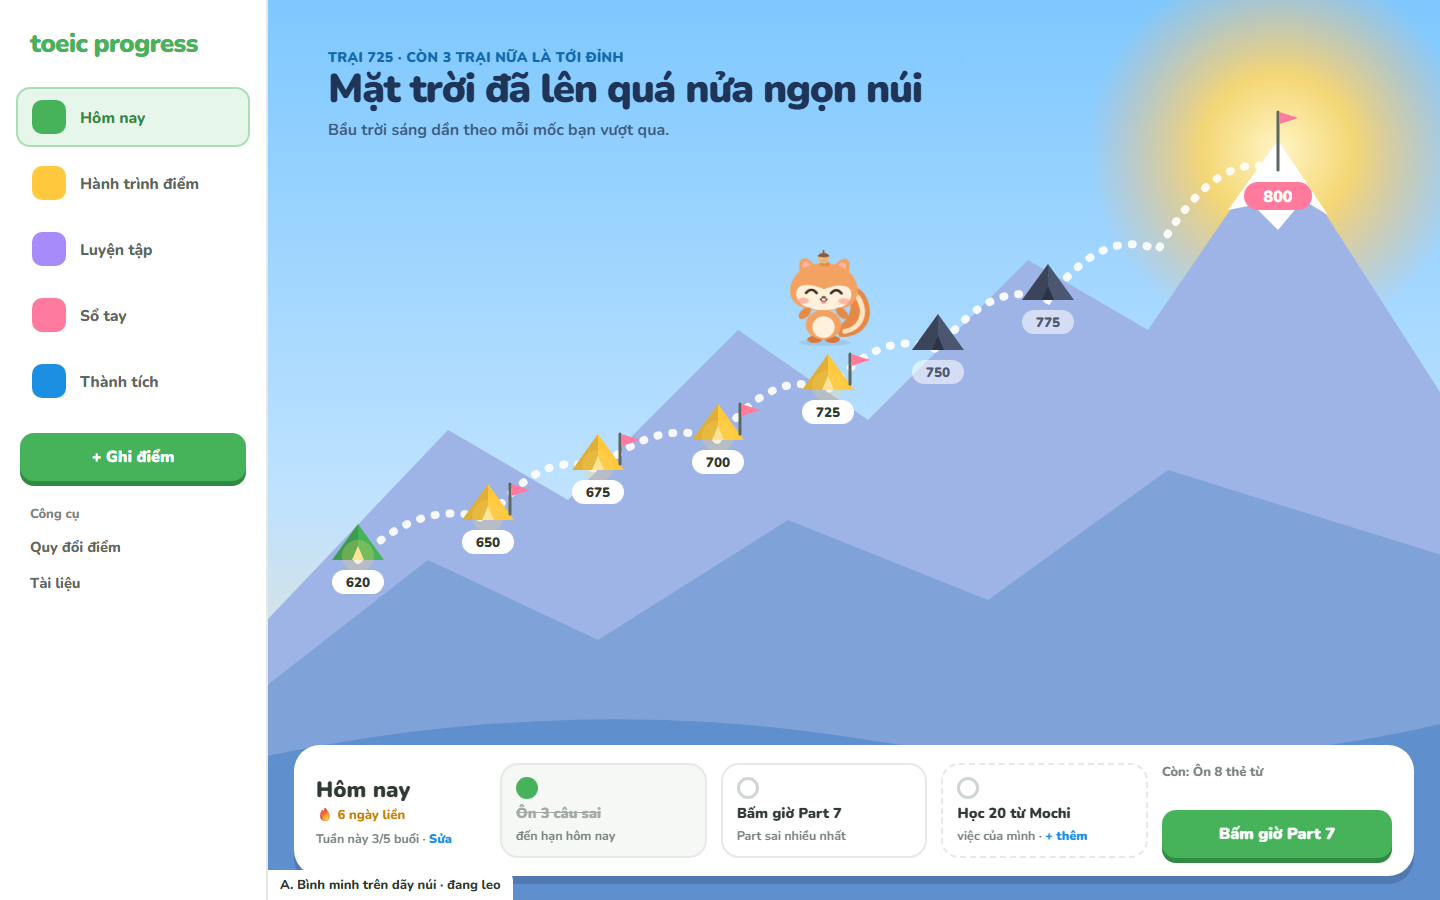 toeic progress
Hôm nay
Hành trình điểm
Luyện tập
Sổ tay
Thành tích
+ Ghi điểm
Công cụ
Quy đổi điểm
Tài liệu
TRẠI 725 · CÒN 3 TRẠI NỮA LÀ TỚI ĐỈNH
Mặt trời đã lên quá nửa ngọn núi
Bầu trời sáng dần theo mỗi mốc bạn vượt qua.
800
775
750
725
700
675
650
620
Hôm nay
6 ngày liền
Tuần này 3/5 buổi · Sửa
Ôn 3 câu sai
đến hạn hôm nay
Bấm giờ Part 7
Part sai nhiều nhất
Học 20 từ Mochi
việc của mình · + thêm
Còn: Ôn 8 thẻ từ
Bấm giờ Part 7
A. Bình minh trên dãy núi · đang leo